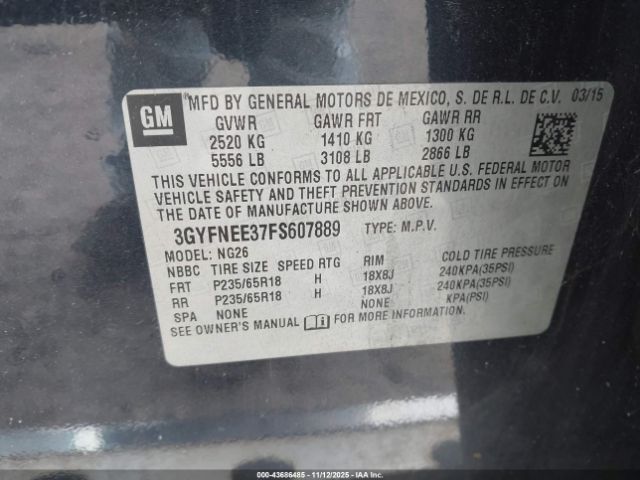 GM
MFD BY GENERAL MOTORS DE MEXICO, S. DE R.L. DE C.V. 03/15
GVWR GAWR FRT GAWR RR
2520 KG 1410 KG 1300 KG
5556 LB 3108 LB 2866 LB
THIS VEHICLE CONFORMS TO ALL APPLICABLE U.S. FEDERAL MOTOR
VEHICLE SAFETY AND THEFT PREVENTION STANDARDS IN EFFECT ON
DATE OF MANUFACTURE SHOWN ABOVE.
3GYFNEE37FS607889 TYPE: M.P.V.
MODEL: NG26
NBBC TIRE SIZE SPEED RTG RIM COLD TIRE PRESSURE
FRT P235/65R18 H 18X8J 240KPA(35PSI)
RR P235/65R18 H 18X8J 240KPA(35PSI)
SPA NONE NONE KPA(PSI)
SEE OWNER'S MANUAL FOR MORE INFORMATION.
000-43686485 - 11/12/2025 - IAAI.CA